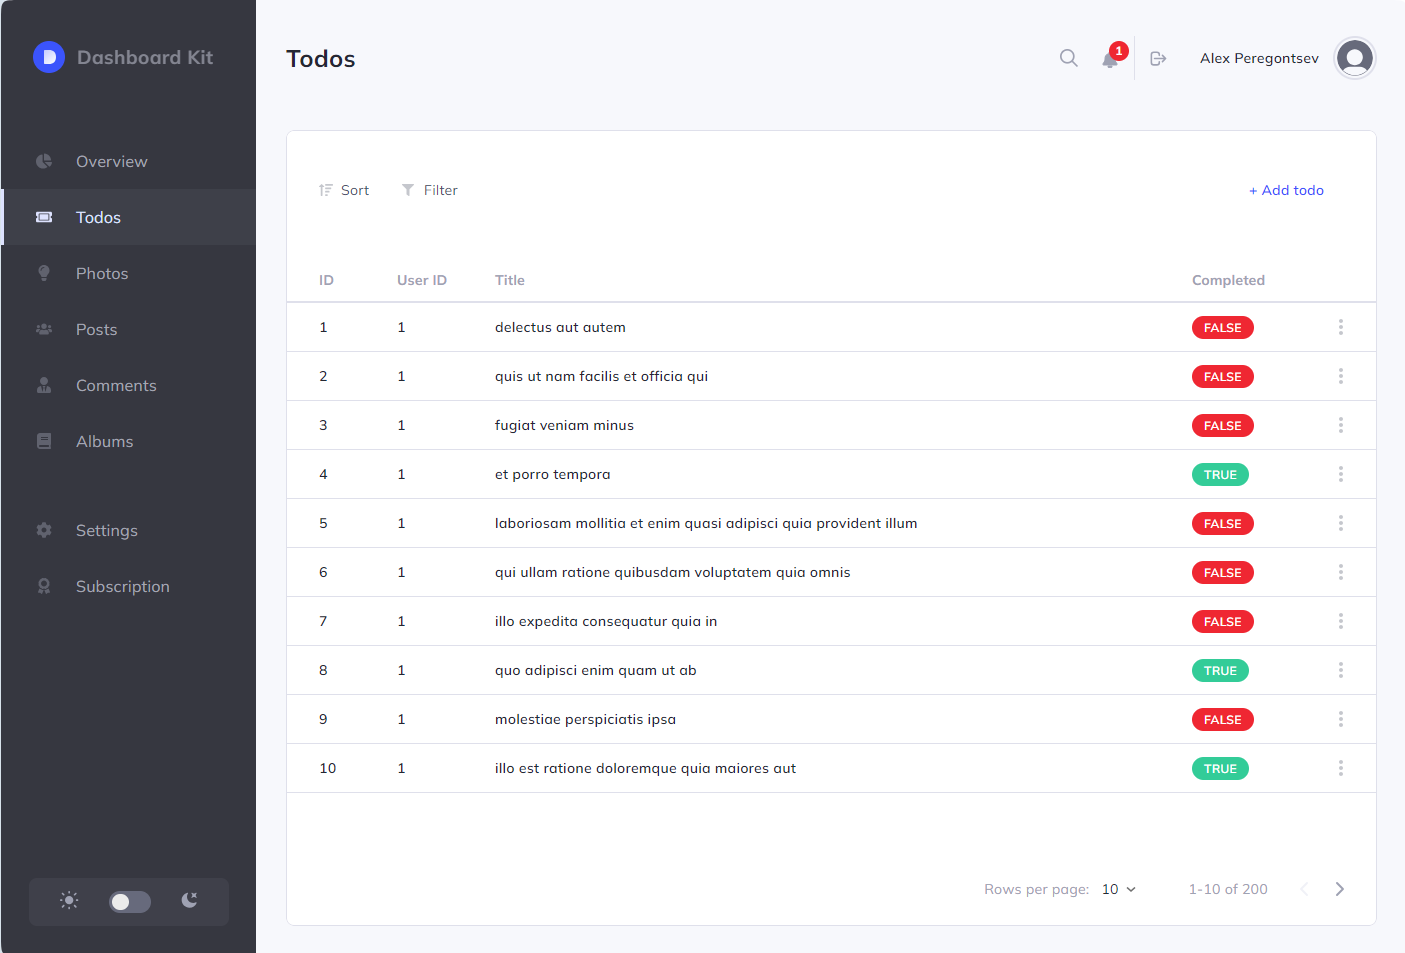 Dashboard Kit
Overview
Todos
Photos
Posts
Comments
Albums
Settings
Subscription
Todos
1
Alex Peregontsev
Sort Filter + Add todo
ID User ID Title Completed
1 1 delectus aut autem FALSE
2 1 quis ut nam facilis et officia qui FALSE
3 1 fugiat veniam minus FALSE
4 1 et porro tempora TRUE
5 1 laboriosam mollitia et enim quasi adipisci quia provident illum FALSE
6 1 qui ullam ratione quibusdam voluptatem quia omnis FALSE
7 1 illo expedita consequatur quia in FALSE
8 1 quo adipisci enim quam ut ab TRUE
9 1 molestiae perspiciatis ipsa FALSE
10 1 illo est ratione doloremque quia maiores aut TRUE
Rows per page: 10 1-10 of 200